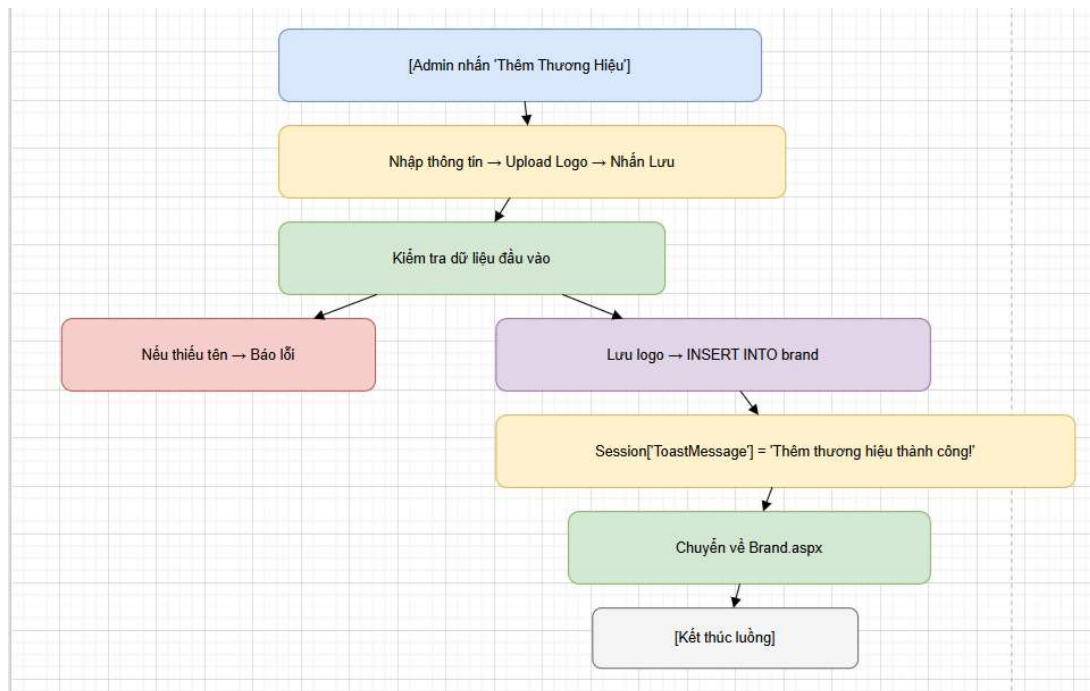 [Admin nhấn 'Thêm Thương Hiệu']
Nhập thông tin → Upload Logo → Nhấn Lưu
Kiểm tra dữ liệu đầu vào
Nếu thiếu tên → Báo lỗi
Lưu logo → INSERT INTO brand
Session['ToastMessage'] = 'Thêm thương hiệu thành công!'
Chuyển về Brand.aspx
[Kết thúc luồng]